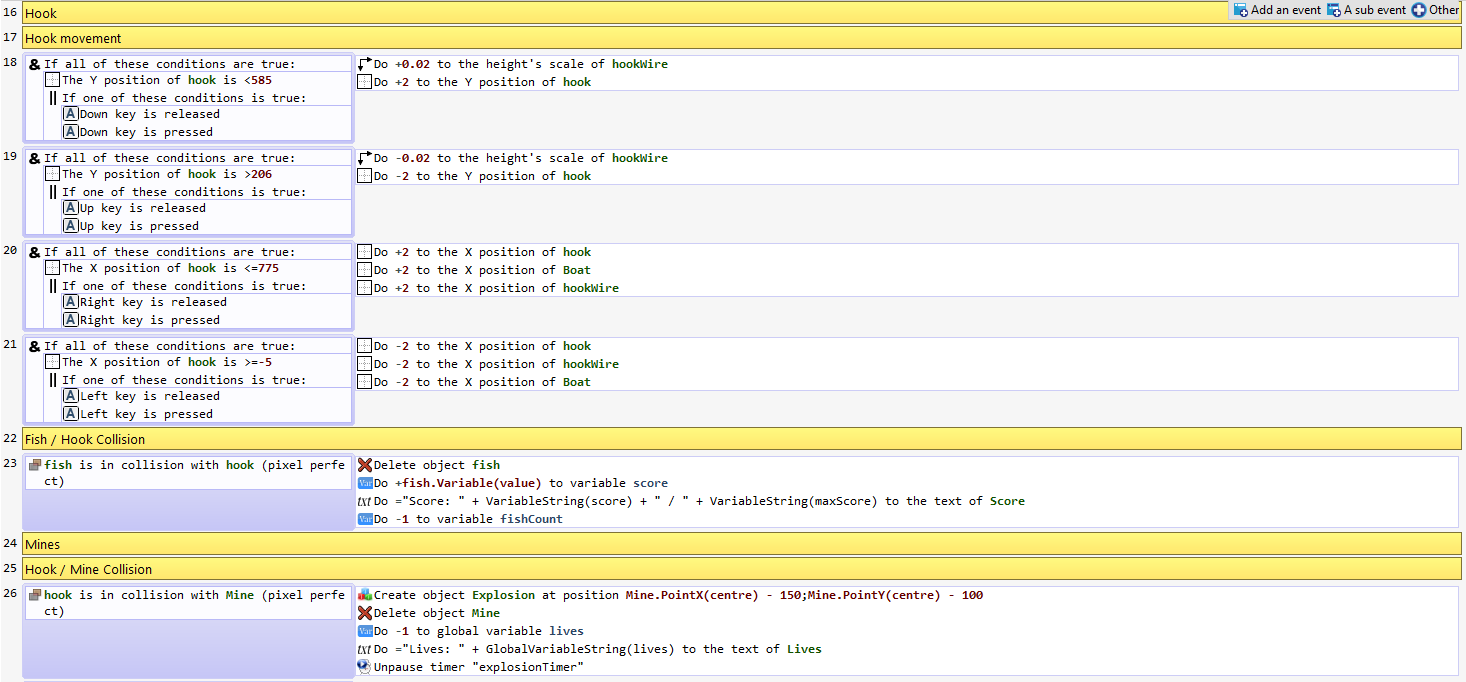 16 Hook Add an event A sub event Other
17 Hook movement
18 & If all of these conditions are true: Do +0.02 to the height's scale of hookWire
The Y position of hook is <585 Do +2 to the Y position of hook
|| If one of these conditions is true:
A Down key is released
A Down key is pressed
19 & If all of these conditions are true: Do -0.02 to the height's scale of hookWire
The Y position of hook is >206 Do -2 to the Y position of hook
|| If one of these conditions is true:
A Up key is released
A Up key is pressed
20 & If all of these conditions are true: Do +2 to the X position of hook
The X position of hook is <=775 Do +2 to the X position of Boat
|| If one of these conditions is true: Do +2 to the X position of hookWire
A Right key is released
A Right key is pressed
21 & If all of these conditions are true: Do -2 to the X position of hook
The X position of hook is >=-5 Do -2 to the X position of hookWire
|| If one of these conditions is true: Do -2 to the X position of Boat
A Left key is released
A Left key is pressed
22 Fish / Hook Collision
23 fish is in collision with hook (pixel perfe Delete object fish
ct) Var Do +fish.Variable(value) to variable score
txt Do ="Score: " + VariableString(score) + " / " + VariableString(maxScore) to the text of Score
Var Do -1 to variable fishCount
24 Mines
25 Hook / Mine Collision
26 hook is in collision with Mine (pixel perfe Create object Explosion at position Mine.PointX(centre) - 150;Mine.PointY(centre) - 100
ct) Delete object Mine
Var Do -1 to global variable lives
txt Do ="Lives: " + GlobalVariableString(lives) to the text of Lives
Unpause timer "explosionTimer"